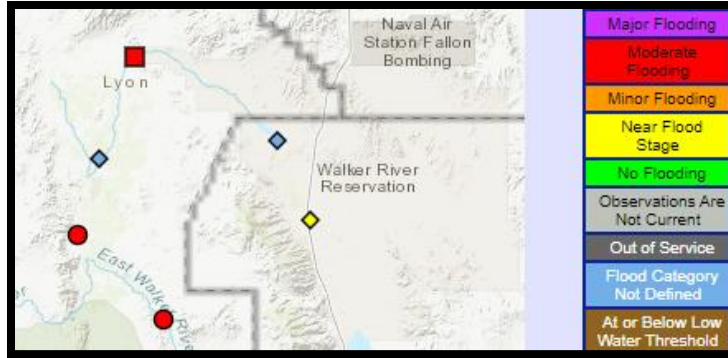 Naval Air
Station/Fallon
Bombing
Lyon
Walker River
Reservation
East Walker Rive
Major Flooding
Moderate
Flooding
Minor Flooding
Near Flood
Stage
No Flooding
Observations Are
Not Current
Out of Service
Flood Category
Not Defined
At or Below Low
Water Threshold